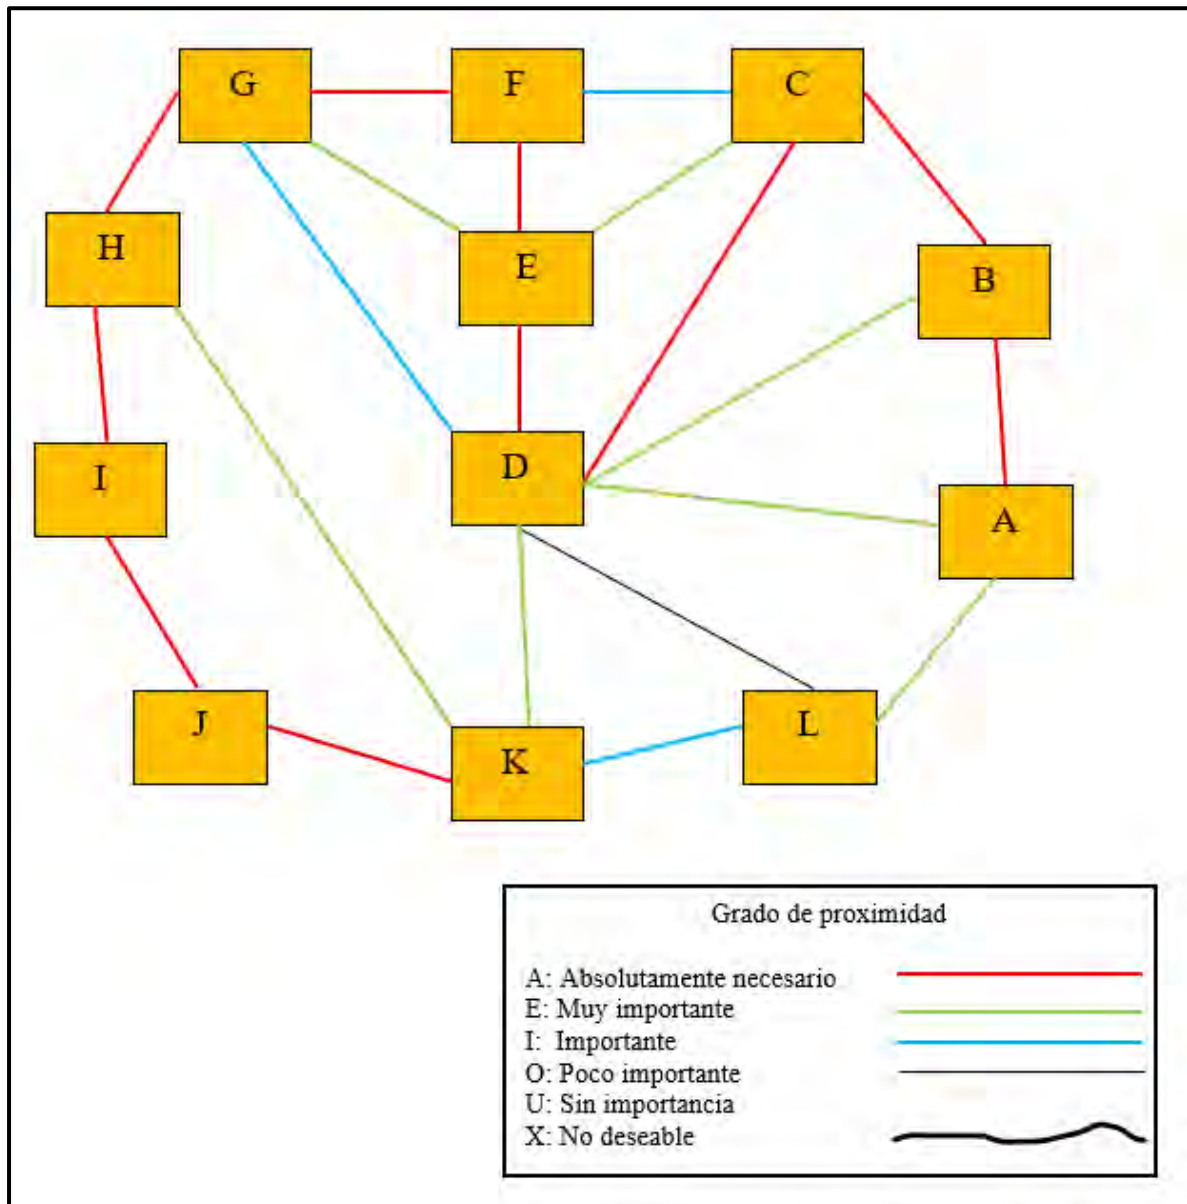 G
F
C
H
E
B
D
I
A
J
K
L
Grado de proximidad
A: Absolutamente necesario
E: Muy importante
I: Importante
O: Poco importante
U: Sin importancia
X: No deseable